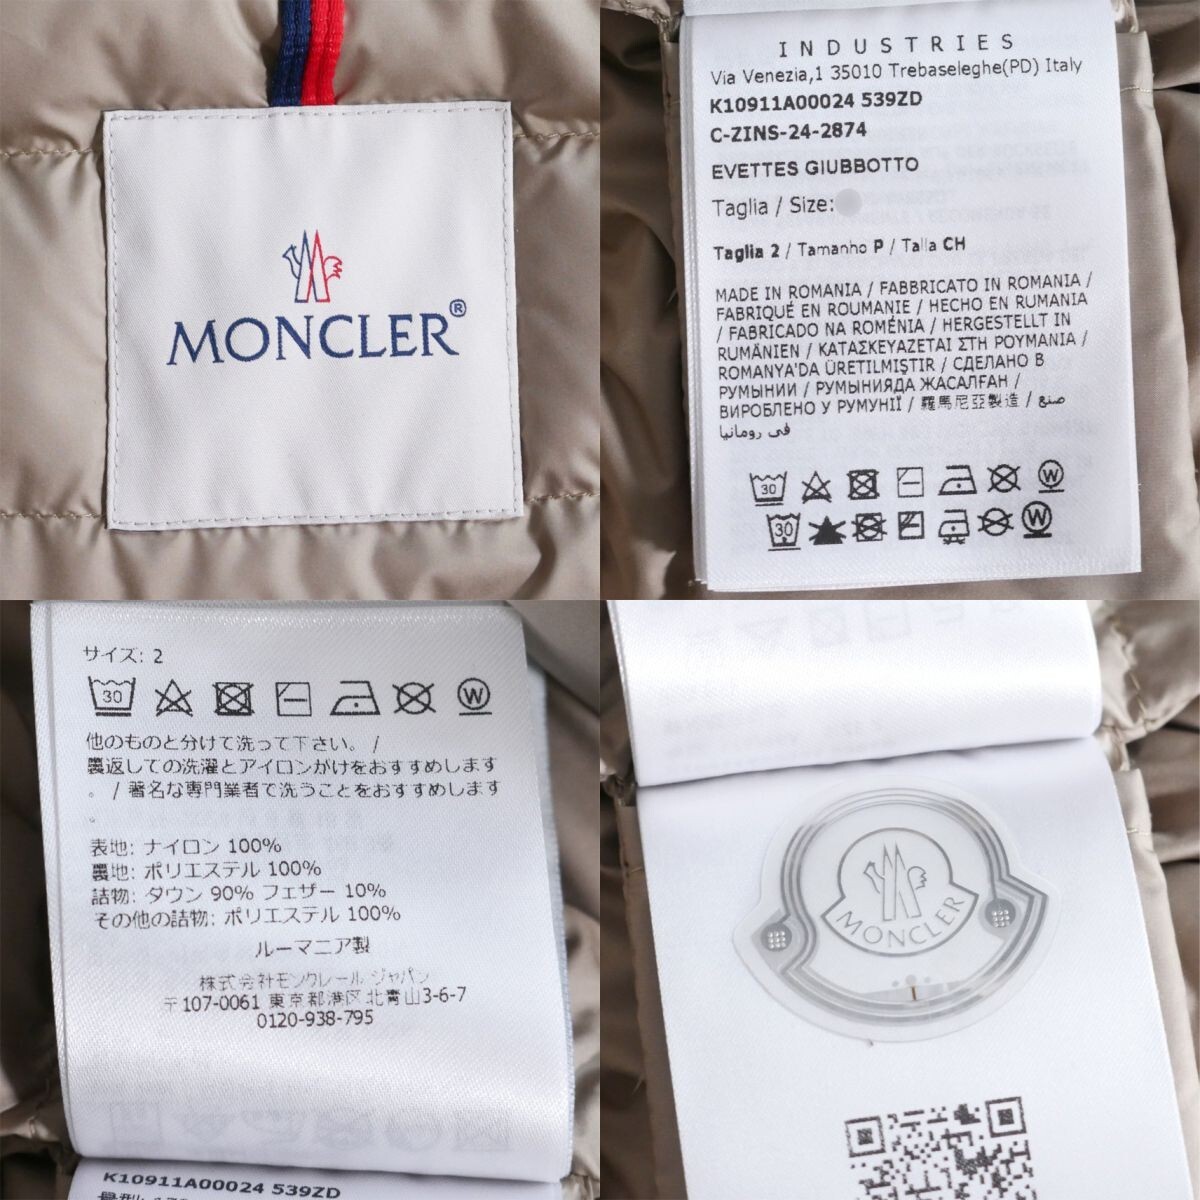 MONCLER®
INDUSTRIES
Via Venezia,1 35010 Trebaseleghe(PD) Italy
K10911A00024 539ZD
C-ZINS-24-2874
EVETTES GIUBBOTTO
Taglia / Size:
Taglia 2 / Tamanho P / Talla CH
MADE IN ROMANIA / FABBRICATO IN ROMANIA /
FABRIQUÉ EN ROUMANIE / HECHO EN RUMANIA
/ FABRICADO NA ROMÉNIA / HERGESTELLT IN
RUMÄNIEN / ΚΑΤΑΣΚΕΥΑΖΕΤΑΙ ΣΤΗ ΡΟΥΜΑΝΙΑ /
ROMANYA'DA ÜRETILMIŞTIR / СДЕЛАНО В
РУМЫНИИ / РУМЫНИЯДА ЖАСАЛҒАН /
ВИРОБЛЕНО У РУМУНІЇ / 羅馬尼亞製造 / صنع
في رومانيا
30 W
30 W
サイズ: 2
30 W
他のものと分けて洗って下さい。 /
裏返しての洗濯とアイロンがけをおすすめします
。 / 著名な専門業者で洗うことをおすすめします
。
表地: ナイロン 100%
裏地: ポリエステル 100%
詰物: ダウン 90% フェザー 10%
その他の詰物: ポリエステル 100%
ルーマニア製
株式会社モンクレール ジャパン
〒107-0061 東京都港区北青山3-6-7
0120-938-795
K10911A00024 539ZD
MONCLER